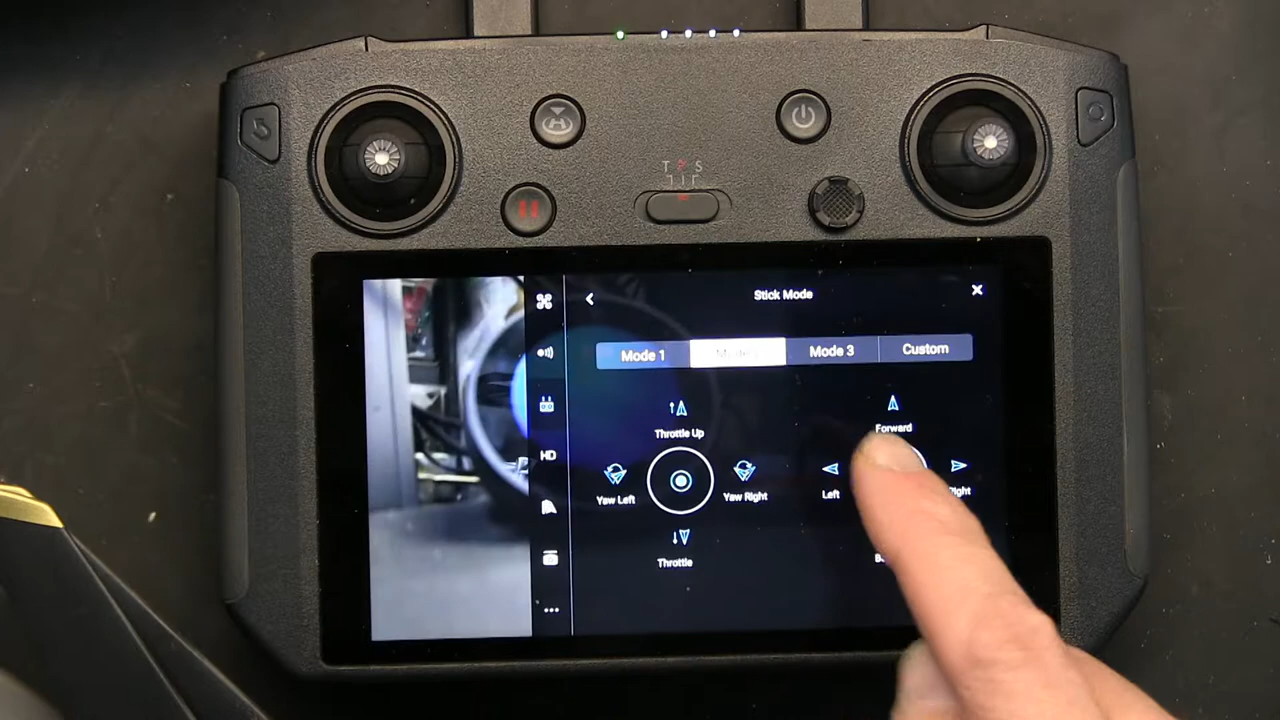 T P S
Stick Mode
Mode 1 Mode 3 Custom
Throttle Up Forward
HD
Yaw Left Yaw Right Left
Throttle